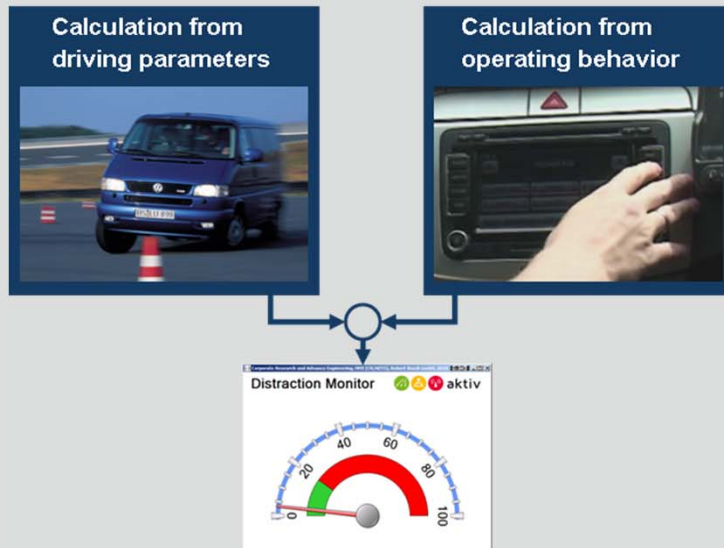 Calculation from
driving parameters
Calculation from
operating behavior
Distraction Monitor
aktiv
0
20
40
60
80
100